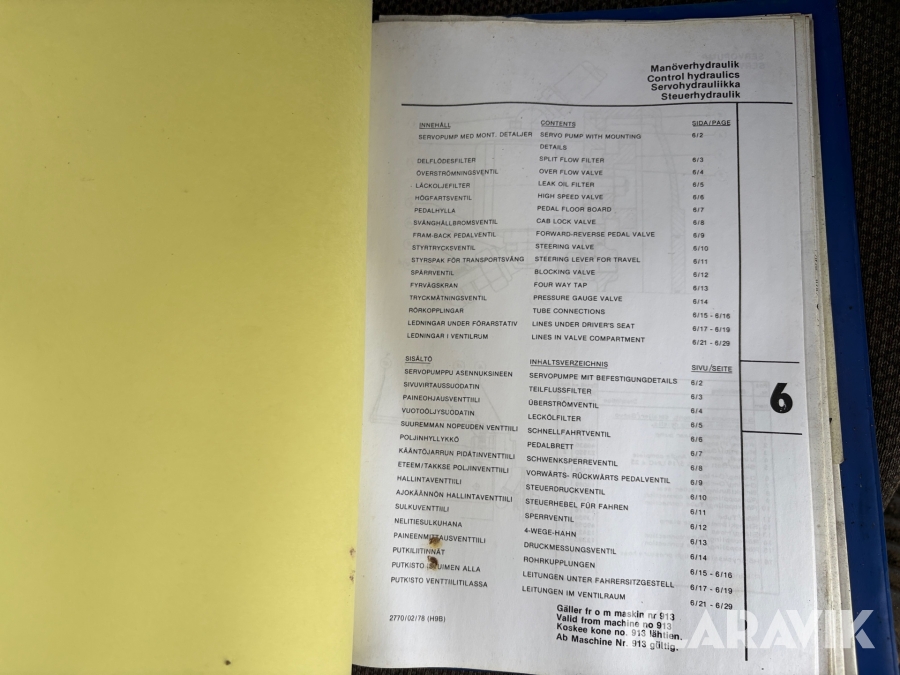 Manöverhydraulik
Control hydraulics
Servohydrauliikka
Steuerhydraulik
INNEHÅLL CONTENTS SIDA/PAGE
SERVOPUMP MED MONT. DETALJER SERVO PUMP WITH MOUNTING 6/2
DETAILS
DELFLÖDESFILTER SPLIT FLOW FILTER 6/3
ÖVERSTRÖMNINGSVENTIL OVER FLOW VALVE 6/4
LÄCKOLJEFILTER LEAK OIL FILTER 6/5
HÖGFARTSVENTIL HIGH SPEED VALVE 6/6
PEDALHYLLA PEDAL FLOOR BOARD 6/7
SVÄNGHÅLLBROMSVENTIL CAB LOCK VALVE 6/8
FRAM-BACK PEDALVENTIL FORWARD-REVERSE PEDAL VALVE 6/9
STYRTRYCKSVENTIL STEERING VALVE 6/10
STYRSPAK FÖR TRANSPORTSVÄNG STEERING LEVER FOR TRAVEL 6/11
SPÄRRVENTIL BLOCKING VALVE 6/12
FYRVÄGSKRAN FOUR WAY TAP 6/13
TRYCKMÄTNINGSVENTIL PRESSURE GAUGE VALVE 6/14
RÖRKOPPLINGAR TUBE CONNECTIONS 6/15 - 6/16
LEDNINGAR UNDER FÖRARSTATIV LINES UNDER DRIVER'S SEAT 6/17 - 6/19
LEDNINGAR I VENTILRUM LINES IN VALVE COMPARTMENT 6/21 - 6/29
SISÄLTÖ INHALTSVERZEICHNIS SIVU/SEITE
SERVOPUMPPU ASENNUKSINEEN SERVOPUMPE MIT BEFESTIGUNGDETAILS 6/2
SIVUVIRTAUSSUODATIN TEILFLUSSFILTER 6/3
PAINEOHJAUSVENTTIILI ÜBERSTRÖMVENTIL 6/4
VUOTOÖLJYSUODATIN LECKÖLFILTER 6/5
SUUREMMAN NOPEUDEN VENTTIILI SCHNELLFAHRTVENTIL 6/6
POLJINHYLLYKKÖ PEDALBRETT 6/7
KÄÄNTÖJARRUN PIDÄTINVENTTIILI SCHWENKSPERREVENTIL 6/8
ETEEM/TAKKSE POLJINVENTTIILI VORWÄRTS- RÜCKWÄRTS PEDALVENTIL 6/9
HALLINTAVENTTIILI STEUERDRUCKVENTIL 6/10
AJOKÄÄNNÖN HALLINTAVENTTIILI STEUERHEBEL FÜR FAHREN 6/11
SULKUVENTTIILI SPERRVENTIL 6/12
NELITIESULKUHANA 4-WEGE-HAHN 6/13
PAINEENMITTAUSVENTTIILI DRUCKMESSUNGSVENTIL 6/14
PUTKILIITINNÄT ROHRKUPPLUNGEN 6/15 - 6/16
PUTKISTO ISTUIMEN ALLA LEITUNGEN UNTER FAHRERSITZGESTELL 6/17 - 6/19
PUTKISTO VENTTIILITILASSA LEITUNGEN IM VENTILRAUM 6/21 - 6/29
6
2770/02/78 (H9B)
Gäller fr o m maskin nr 913
Valid from machine no 913
Koskee kone no. 913 lähtien.
Ab Maschine Nr. 913 gültig.
ARAVIK